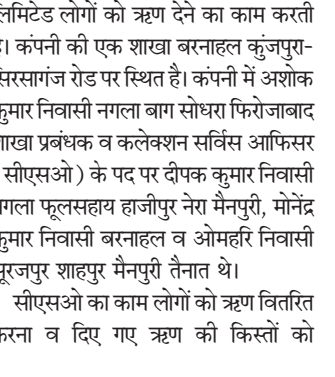 लिमिटेड लोगों को ऋण देने का काम करती
है। कंपनी की एक शाखा बरनाहल कुंजपुरा-
सिरसागंज रोड पर स्थित है। कंपनी में अशोक
कुमार निवासी नगला बाग सोधरा फिरोजाबाद
शाखा प्रबंधक व कलेक्शन सर्विस आफिसर
(सीएसओ) के पद पर दीपक कुमार निवासी
नगला फूलसहाय हाजीपुर नेरा मैनपुरी, मोनेंद्र
कुमार निवासी बरनाहल व ओमहरि निवासी
सूरजपुर शाहपुर मैनपुरी तैनात थे।
सीएसओ का काम लोगों को ऋण वितरित
करना व दिए गए ऋण की किस्तों को